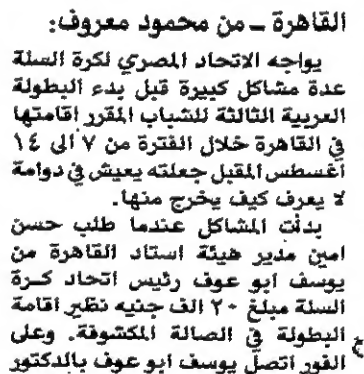 القاهرة ـ من محمود معروف:
يواجه الاتحاد المصري لكرة السلة
عدة مشاكل كبيرة قبل بدء البطولة
العربية الثالثة للشباب المقرر اقامتها
في القاهرة خلال الفترة من ٧ الى ١٤
أغسطس المقبل جعلته يعيش في دوامة
لا يعرف كيف يخرج منها.
بدأت المشاكل عندما طلب حسن
امين مدير هيئة استاد القاهرة من
يوسف ابو عوف رئيس اتحاد كرة
السلة مبلغ ٢٠ الف جنيه نظير اقامة
البطولة في الصالة المكشوفة. وعلى
الفور اتصل يوسف ابو عوف بالدكتور